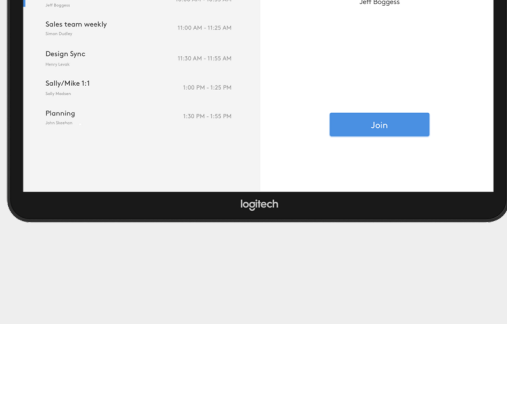 Jeff Boggess
Jeff Boggess
Sales team weekly
11:00 AM - 11:25 AM
Design Sync
11:30 AM - 11:55 AM
Sally/Mike 1:1
1:00 PM - 1:25 PM
Planning
1:30 PM - 1:55 PM
Join
logitech